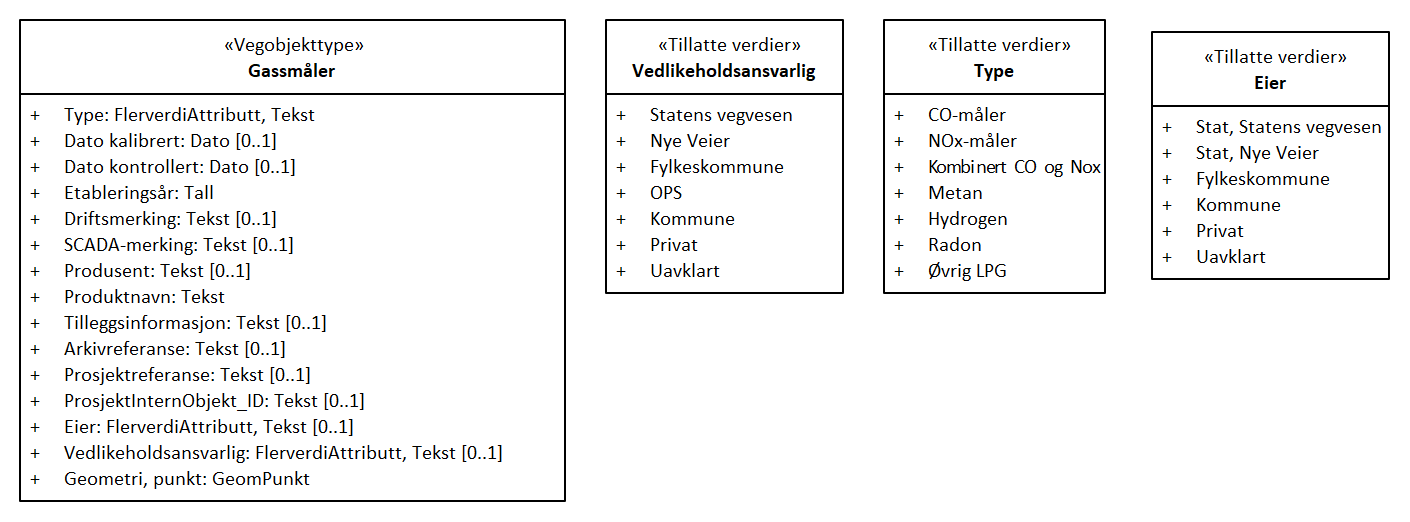 «Vegobjekttype»
Gassmåler
+ Type: FlerverdiAttributt, Tekst
+ Dato kalibrert: Dato [0..1]
+ Dato kontrollert: Dato [0..1]
+ Etableringsår: Tall
+ Driftsmerking: Tekst [0..1]
+ SCADA-merking: Tekst [0..1]
+ Produsent: Tekst [0..1]
+ Produktnavn: Tekst
+ Tilleggsinformasjon: Tekst [0..1]
+ Arkivreferanse: Tekst [0..1]
+ Prosjektreferanse: Tekst [0..1]
+ ProsjektInternObjekt_ID: Tekst [0..1]
+ Eier: FlerverdiAttributt, Tekst [0..1]
+ Vedlikeholdsansvarlig: FlerverdiAttributt, Tekst [0..1]
+ Geometri, punkt: GeomPunkt
«Tillatte verdier»
Vedlikeholdsansvarlig
+ Statens vegvesen
+ Nye Veier
+ Fylkeskommune
+ OPS
+ Kommune
+ Privat
+ Uavklart
«Tillatte verdier»
Type
+ CO-måler
+ NOx-måler
+ Kombinert CO og Nox
+ Metan
+ Hydrogen
+ Radon
+ Øvrig LPG
«Tillatte verdier»
Eier
+ Stat, Statens vegvesen
+ Stat, Nye Veier
+ Fylkeskommune
+ Kommune
+ Privat
+ Uavklart